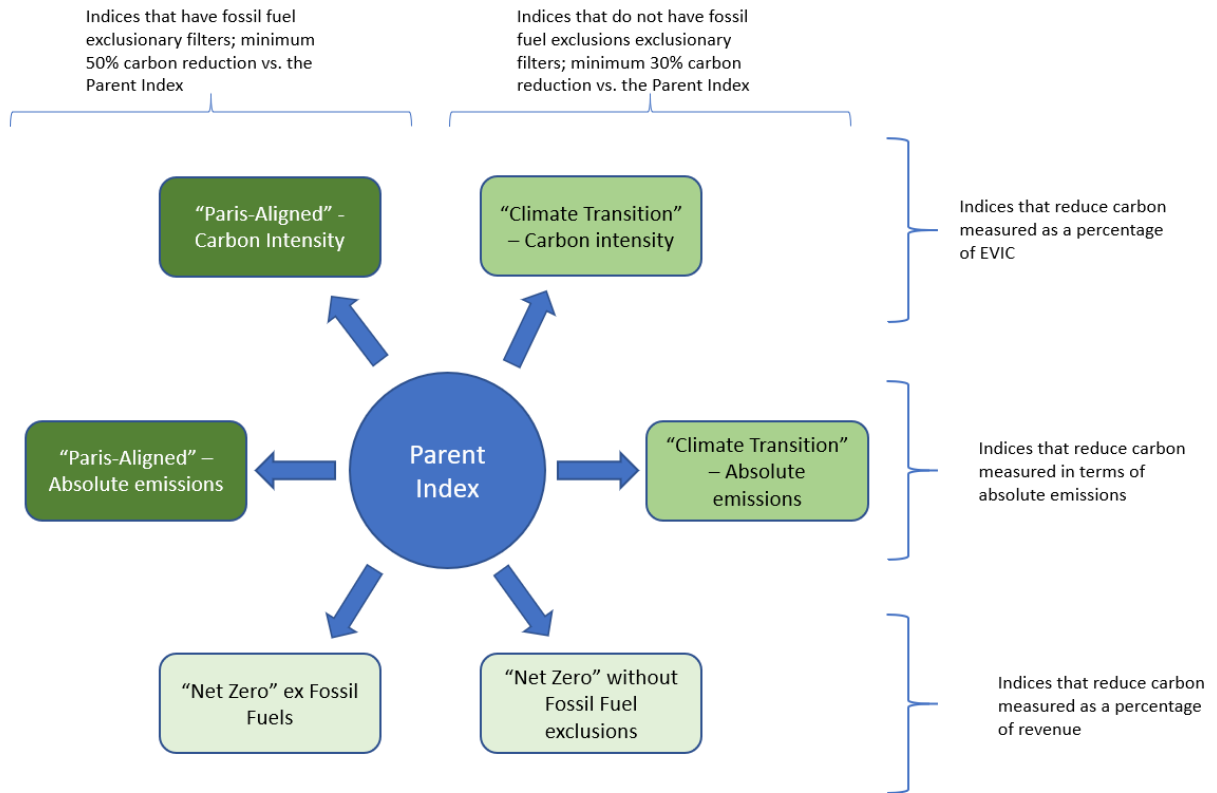 Indices that have fossil fuel
exclusionary filters; minimum
50% carbon reduction vs. the
Parent Index
Indices that do not have fossil
fuel exclusions exclusionary
filters; minimum 30% carbon
reduction vs. the Parent Index
“Paris-Aligned” -
Carbon Intensity
“Climate Transition”
– Carbon intensity
Indices that reduce carbon
measured as a percentage
of EVIC
“Paris-Aligned” –
Absolute emissions
Parent
Index
“Climate Transition”
– Absolute
emissions
Indices that reduce carbon
measured in terms of
absolute emissions
“Net Zero” ex Fossil
Fuels
“Net Zero” without
Fossil Fuel
exclusions
Indices that reduce carbon
measured as a percentage
of revenue